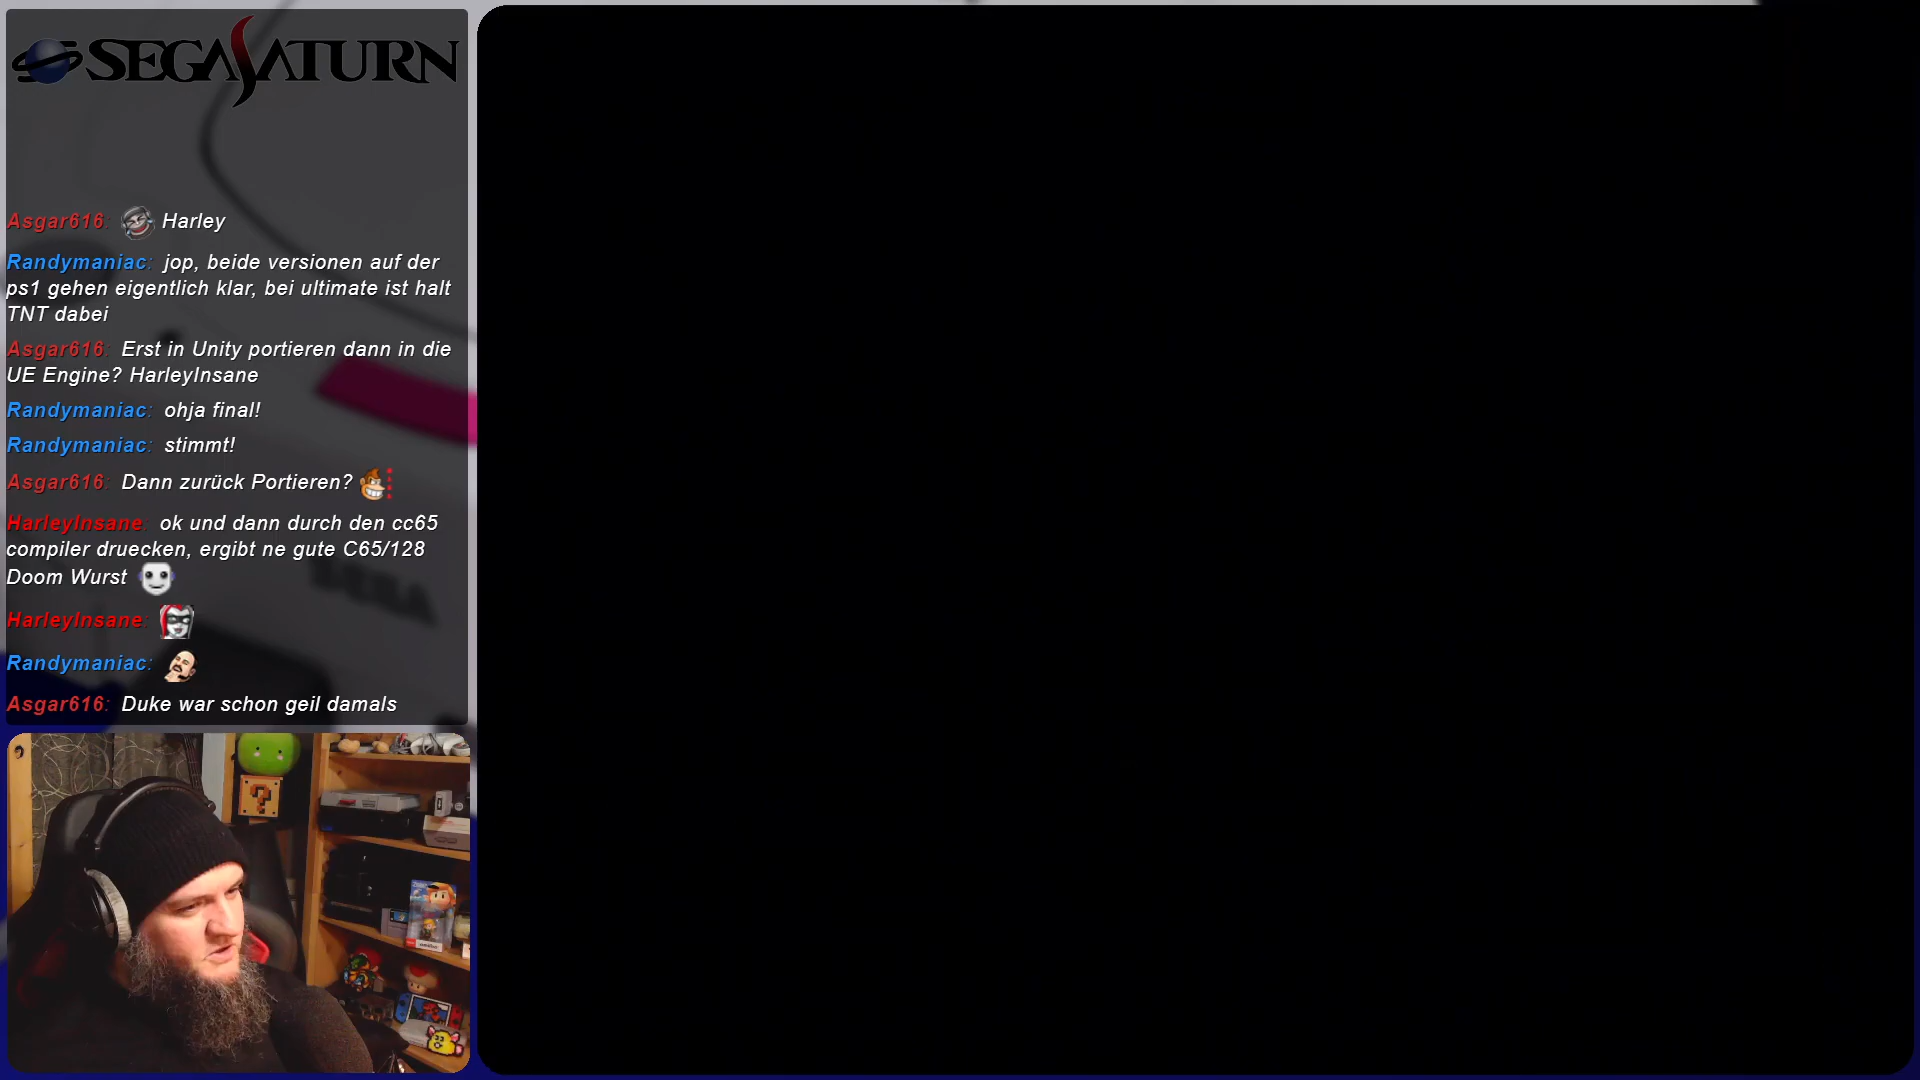 SEGA SATURN
Asgar616: Harley
Randymaniac: jop, beide versionen auf der
ps1 gehen eigentlich klar, bei ultimate ist halt
TNT dabei
Asgar616: Erst in Unity portieren dann in die
UE Engine? HarleyInsane
Randymaniac: ohja final!
Randymaniac: stimmt!
Asgar616: Dann zurück Portieren?
HarleyInsane: ok und dann durch den cc65
compiler druecken, ergibt ne gute C65/128
Doom Wurst
HarleyInsane:
Randymaniac:
Asgar616: Duke war schon geil damals
SEGA
?